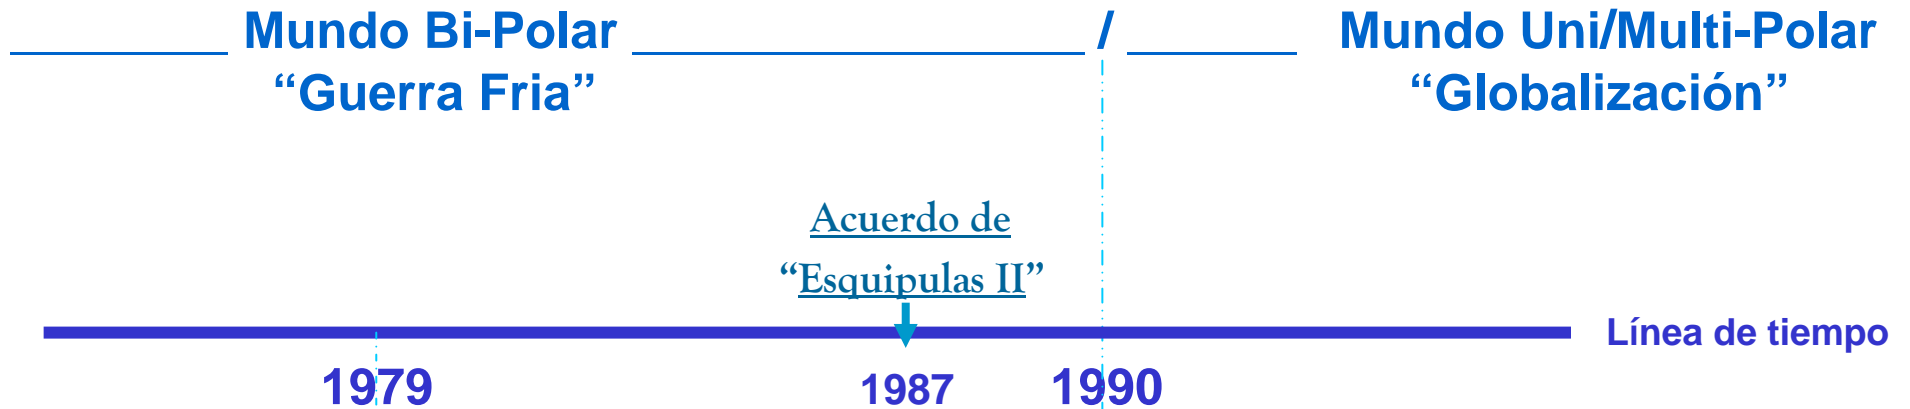 Mundo Bi-Polar / Mundo Uni/Multi-Polar
“Guerra Fria” “Globalización”
Acuerdo de
“Esquipulas II”
Línea de tiempo
1979 1987 1990